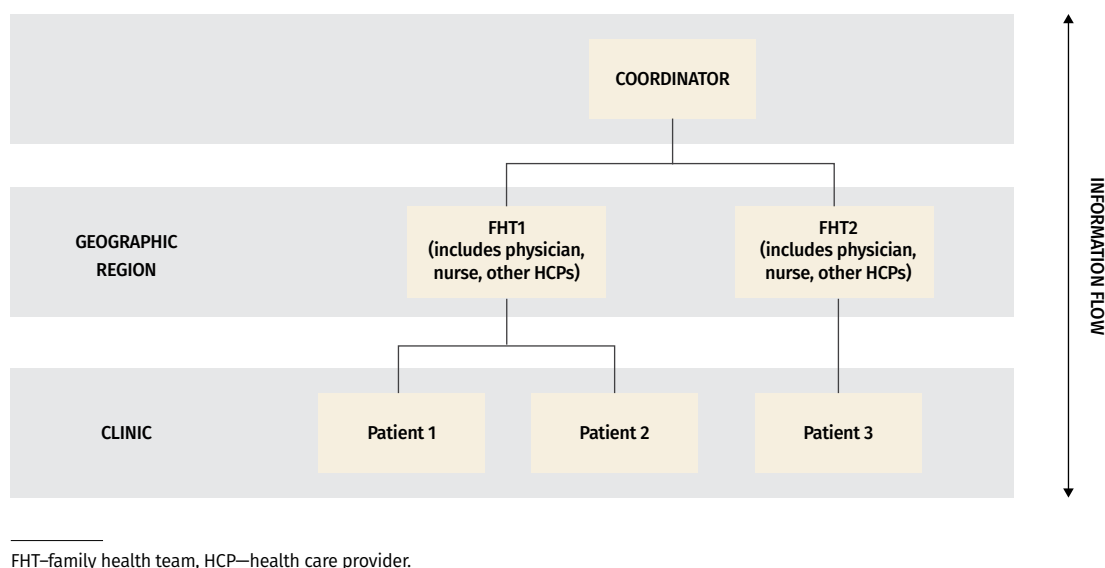 COORDINATOR
GEOGRAPHIC
REGION
FHT1
(includes physician,
nurse, other HCPs)
FHT2
(includes physician,
nurse, other HCPs)
CLINIC
Patient 1
Patient 2
Patient 3
INFORMATION FLOW
FHT–family health team, HCP—health care provider.